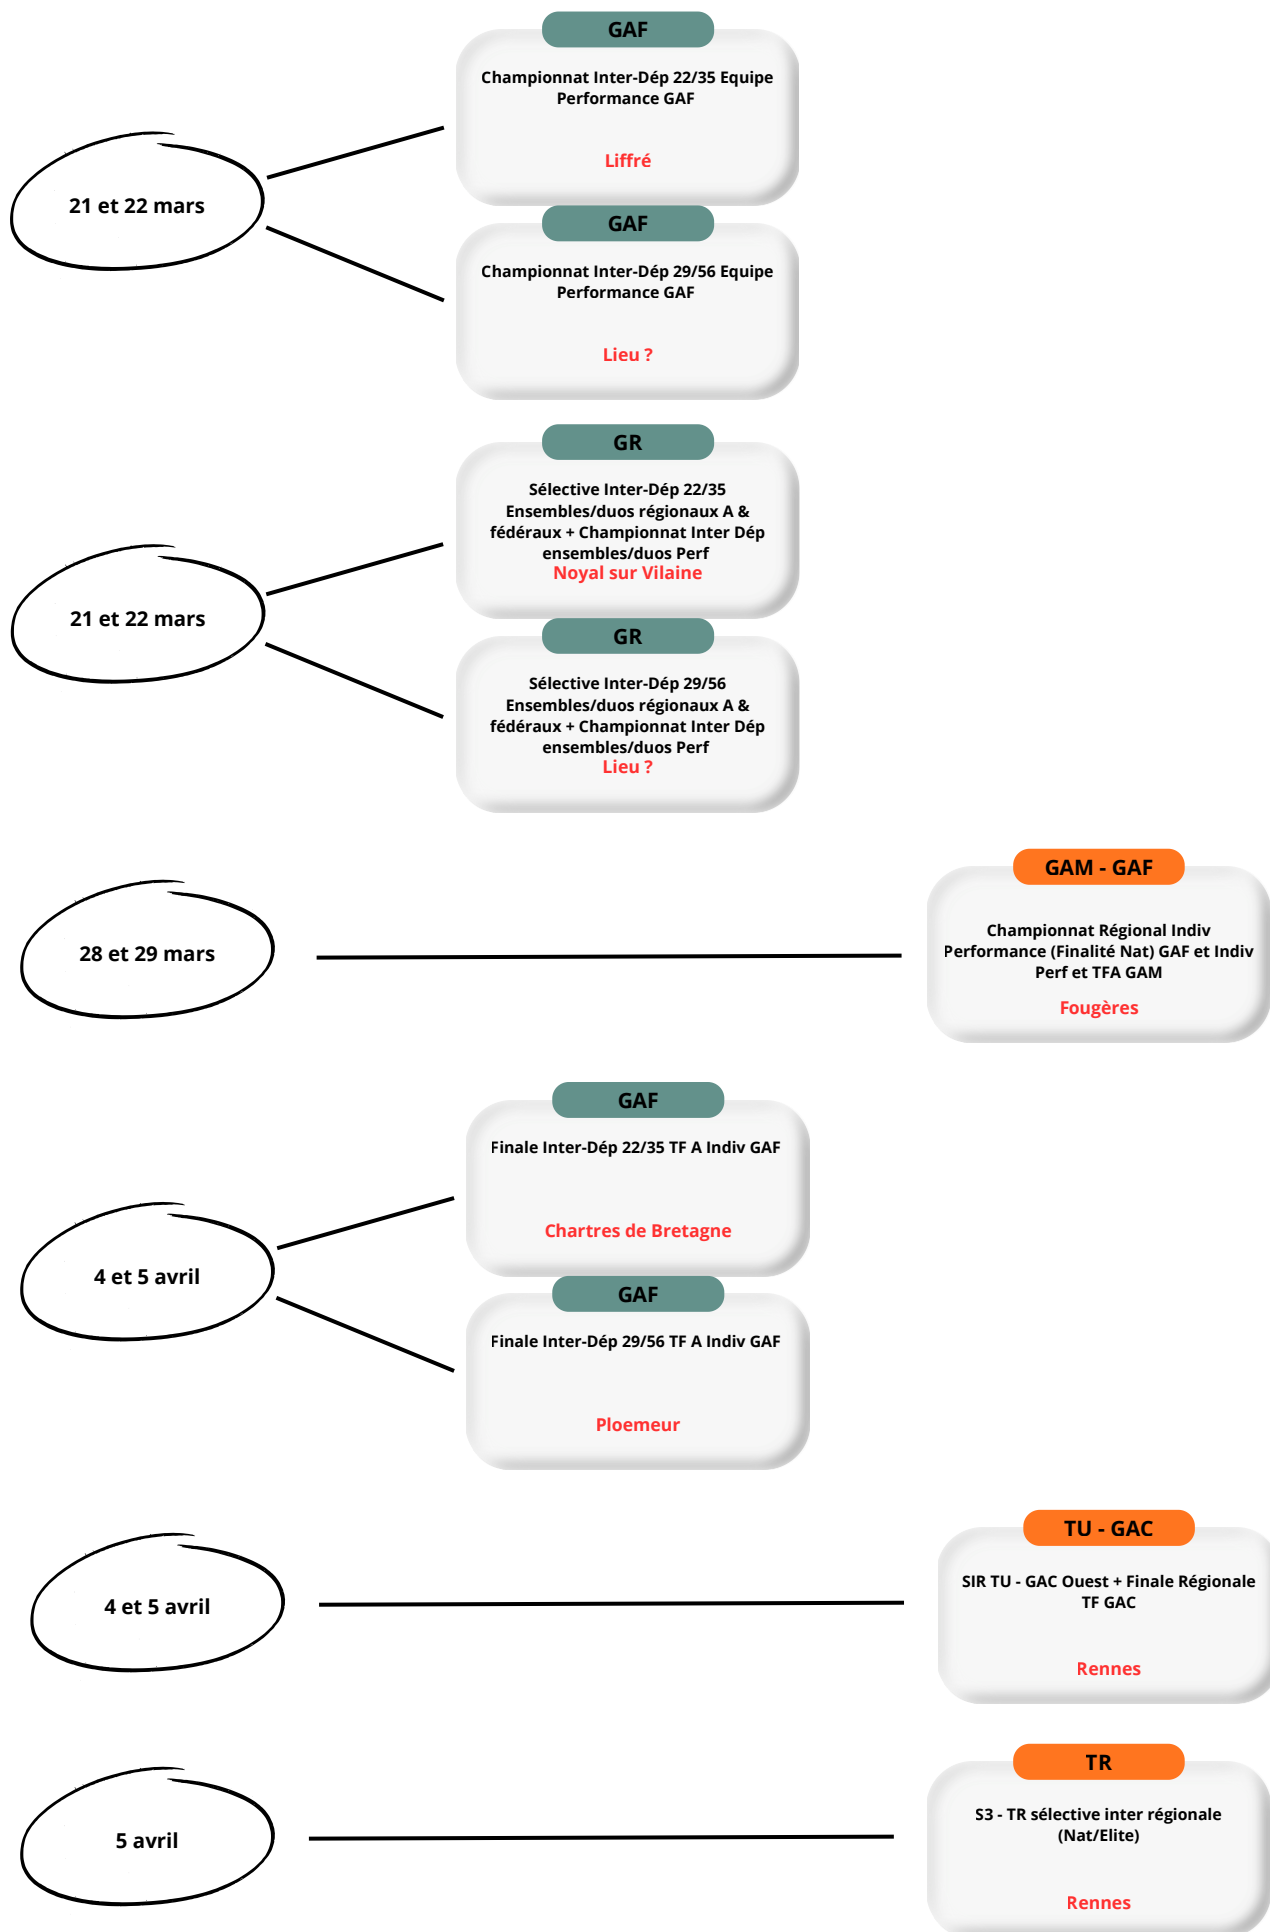 GAF
Championnat Inter-Dép 22/35 Equipe
Performance GAF
Liffré
21 et 22 mars
GAF
Championnat Inter-Dép 29/56 Equipe
Performance GAF
Lieu ?
GR
Sélective Inter-Dép 22/35
Ensembles/duos régionaux A &
fédéraux + Championnat Inter Dép
ensembles/duos Perf
Noyal sur Vilaine
21 et 22 mars
GR
Sélective Inter-Dép 29/56
Ensembles/duos régionaux A &
fédéraux + Championnat Inter Dép
ensembles/duos Perf
Lieu ?
28 et 29 mars
GAM - GAF
Championnat Régional Indiv
Performance (Finalité Nat) GAF et Indiv
Perf et TFA GAM
Fougères
GAF
Finale Inter-Dép 22/35 TF A Indiv GAF
Chartres de Bretagne
4 et 5 avril
GAF
Finale Inter-Dép 29/56 TF A Indiv GAF
Ploemeur
4 et 5 avril
TU - GAC
SIR TU - GAC Ouest + Finale Régionale
TF GAC
Rennes
5 avril
TR
S3 - TR sélective inter régionale
(Nat/Elite)
Rennes